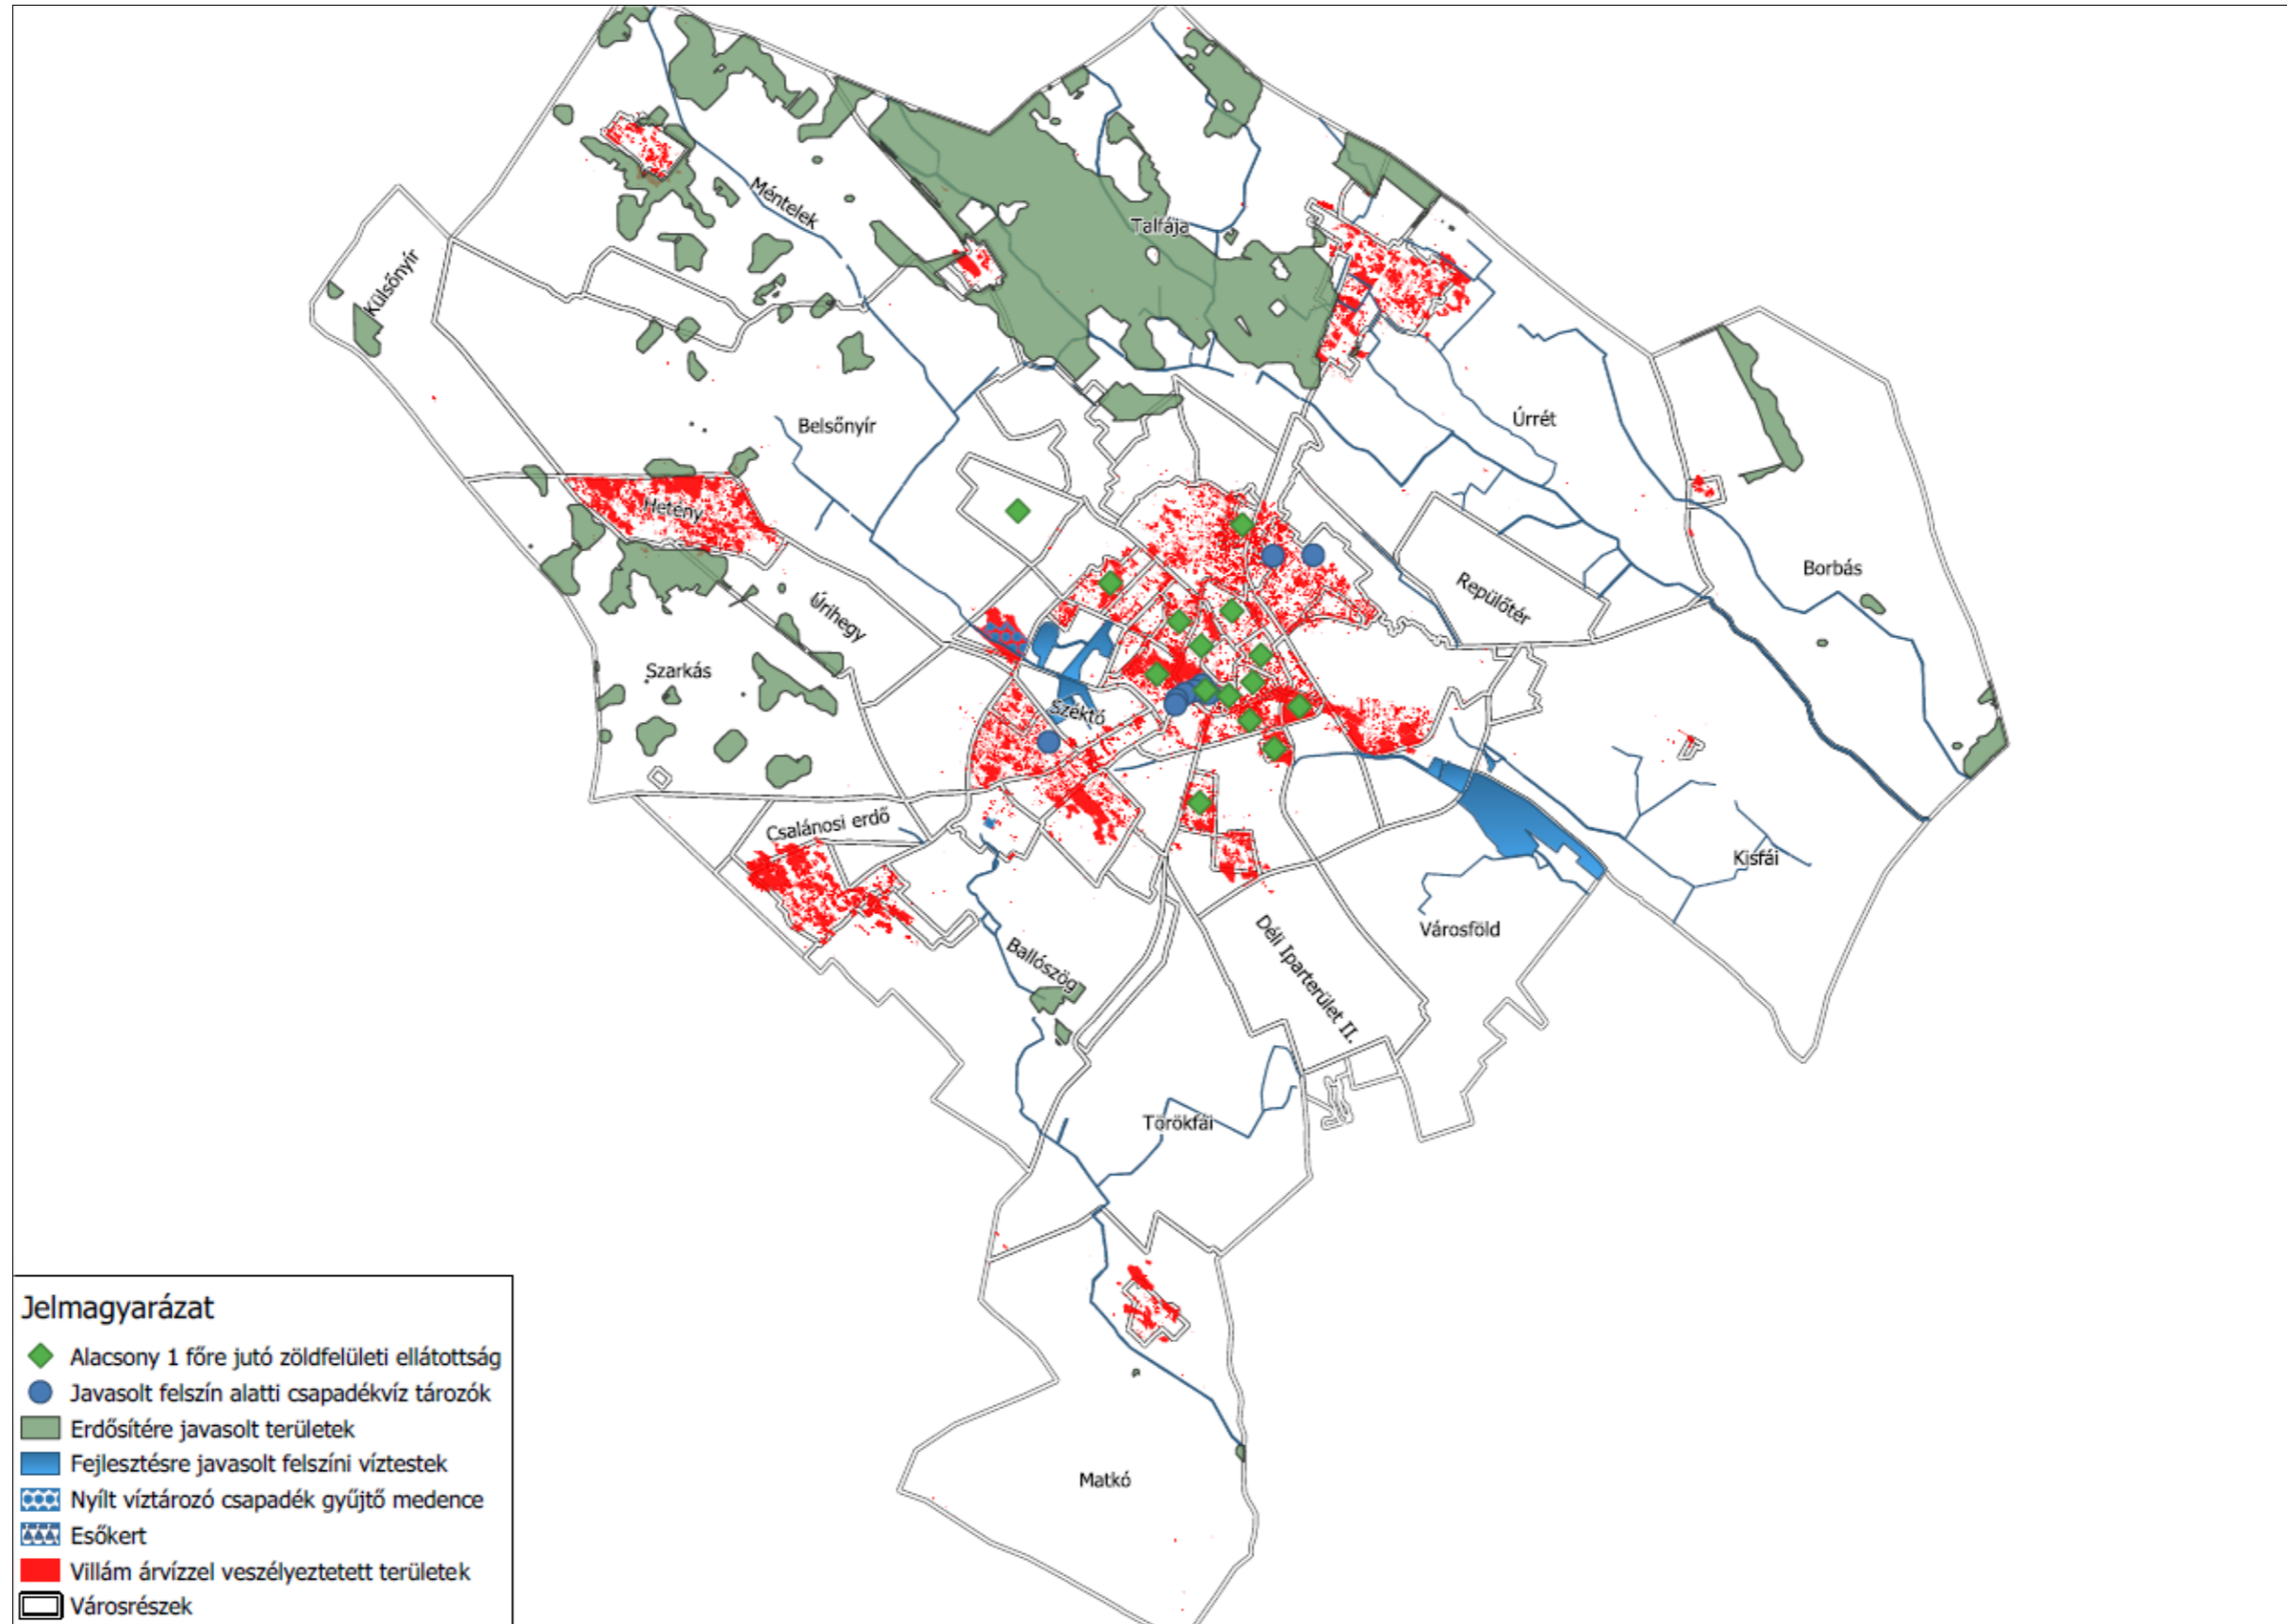 Talfája
Méntelek
Külsőnyír
Úrrét
Belsőnyír
Hetény
Borbás
Repülőtér
Úrihegy
Szarkás
Széktó
Csalánosi erdő
Kisfái
Városföld
Ballószög
Déli Iparterület II.
Törökfái
Matkó
Jelmagyarázat
Alacsony 1 főre jutó zöldfelületi ellátottság
Javasolt felszín alatti csapadékvíz tározók
Erdősítére javasolt területek
Fejlesztésre javasolt felszíni víztestek
Nyílt víztározó csapadék gyűjtő medence
Esőkert
Villám árvízzel veszélyeztetett területek
Városrészek